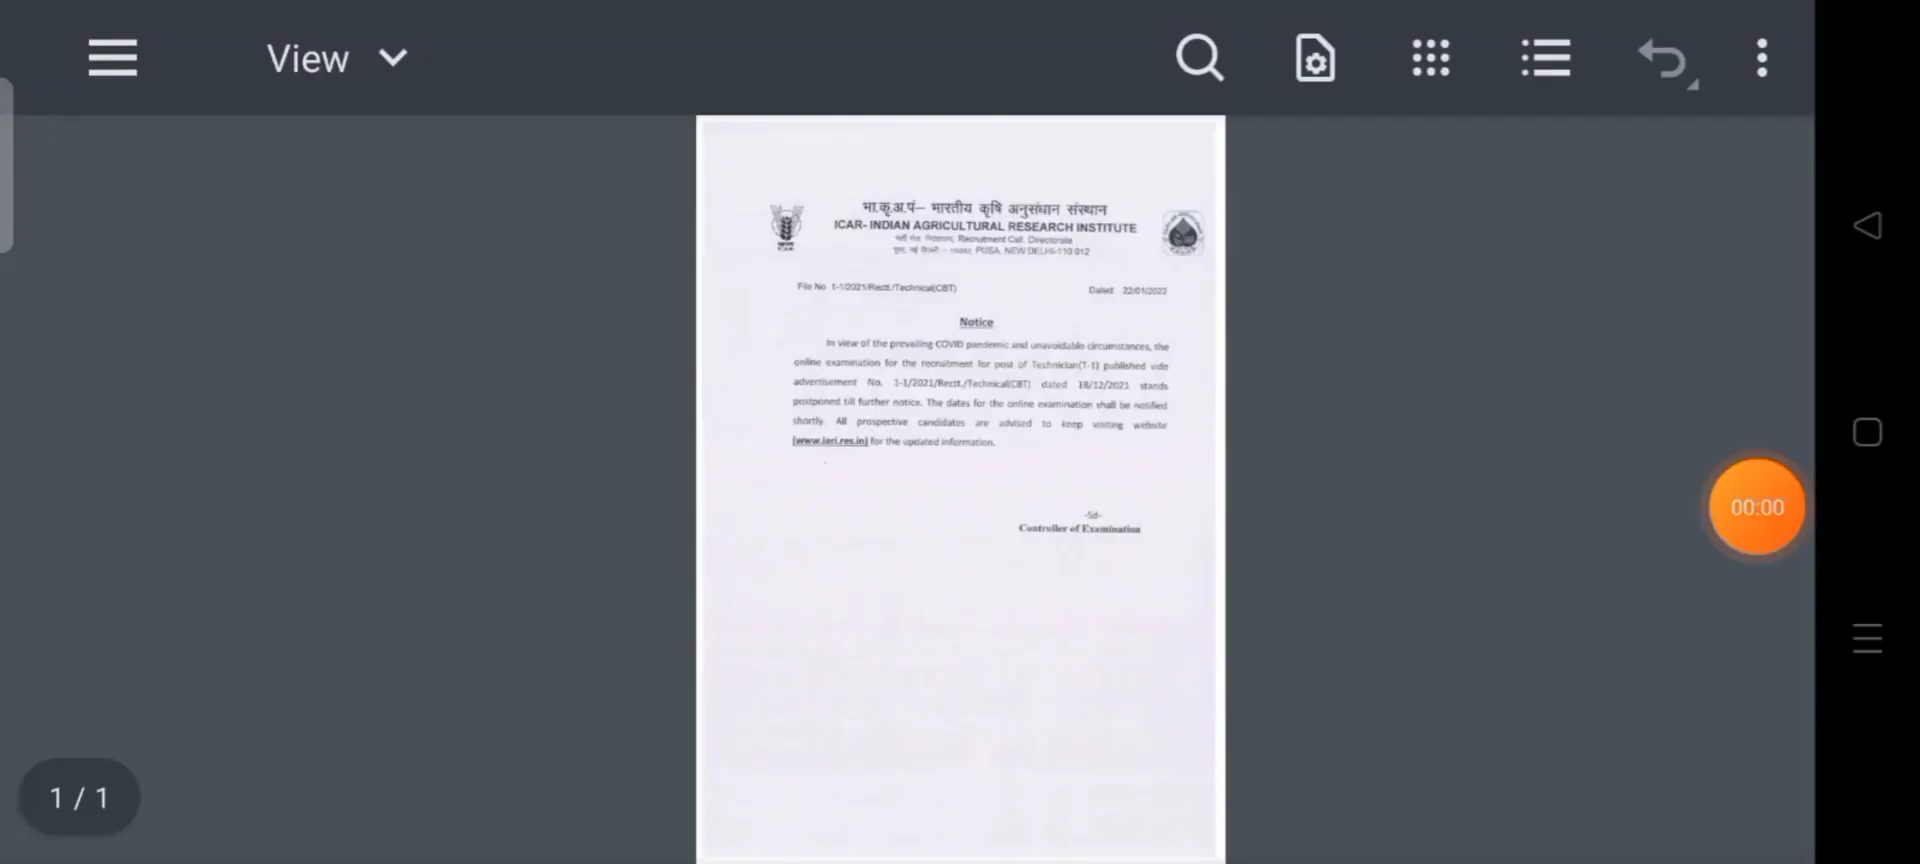 View
भा.कृ.अ.प– भारतीय कृषि अनुसंधान संस्थान
ICAR- INDIAN AGRICULTURAL RESEARCH INSTITUTE
Recruitment Cell, Directorate
PUSA, NEW DELHI-110 012
File No. 1-1/2021/Rectt./Technical(CBT) Dated: 22/01/2022
Notice
In view of the prevailing COVID pandemic and unavoidable circumstances, the
online examination for the recruitment for post of Technician(T-1) published vide
advertisement No. 1-1/2021/Rectt./Technical(CBT) dated 18/12/2021 stands
postponed till further notice. The dates for the online examination shall be notified
shortly. All prospective candidates are advised to keep visiting website
(www.iari.res.in) for the updated information.
-Sd-
Controller of Examination
00:00
1 / 1